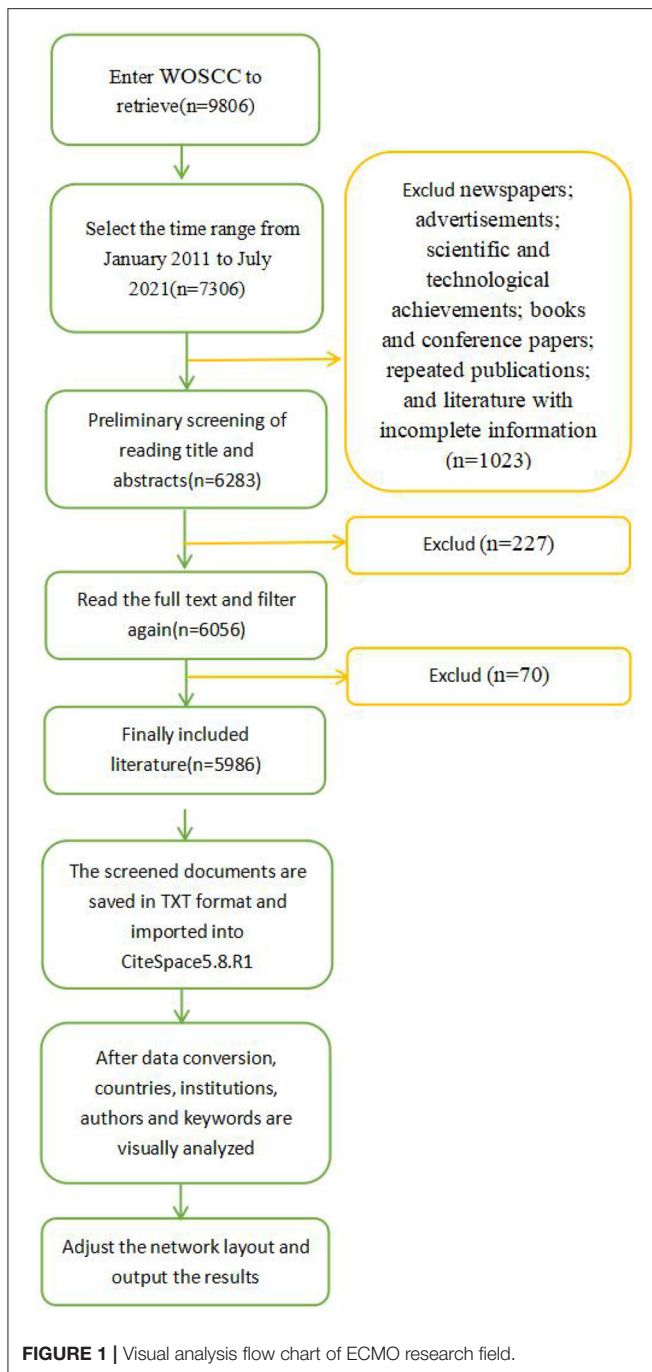 Enter WOSCC to
retrieve(n=9806)
Select the time range from
January 2011 to July
2021(n=7306)
Exclud newspapers;
advertisements;
scientific and
technological
achievements; books
and conference papers;
repeated publications;
and literature with
incomplete information
(n=1023)
Preliminary screening of
reading title and
abstracts(n=6283)
Exclud (n=227)
Read the full text and filter
again(n=6056)
Exclud (n=70)
Finally included
literature(n=5986)
The screened documents are
saved in TXT format and
imported into
CiteSpace5.8.R1
After data conversion,
countries, institutions,
authors and keywords are
visually analyzed
Adjust the network layout and
output the results
FIGURE 1 | Visual analysis flow chart of ECMO research field.